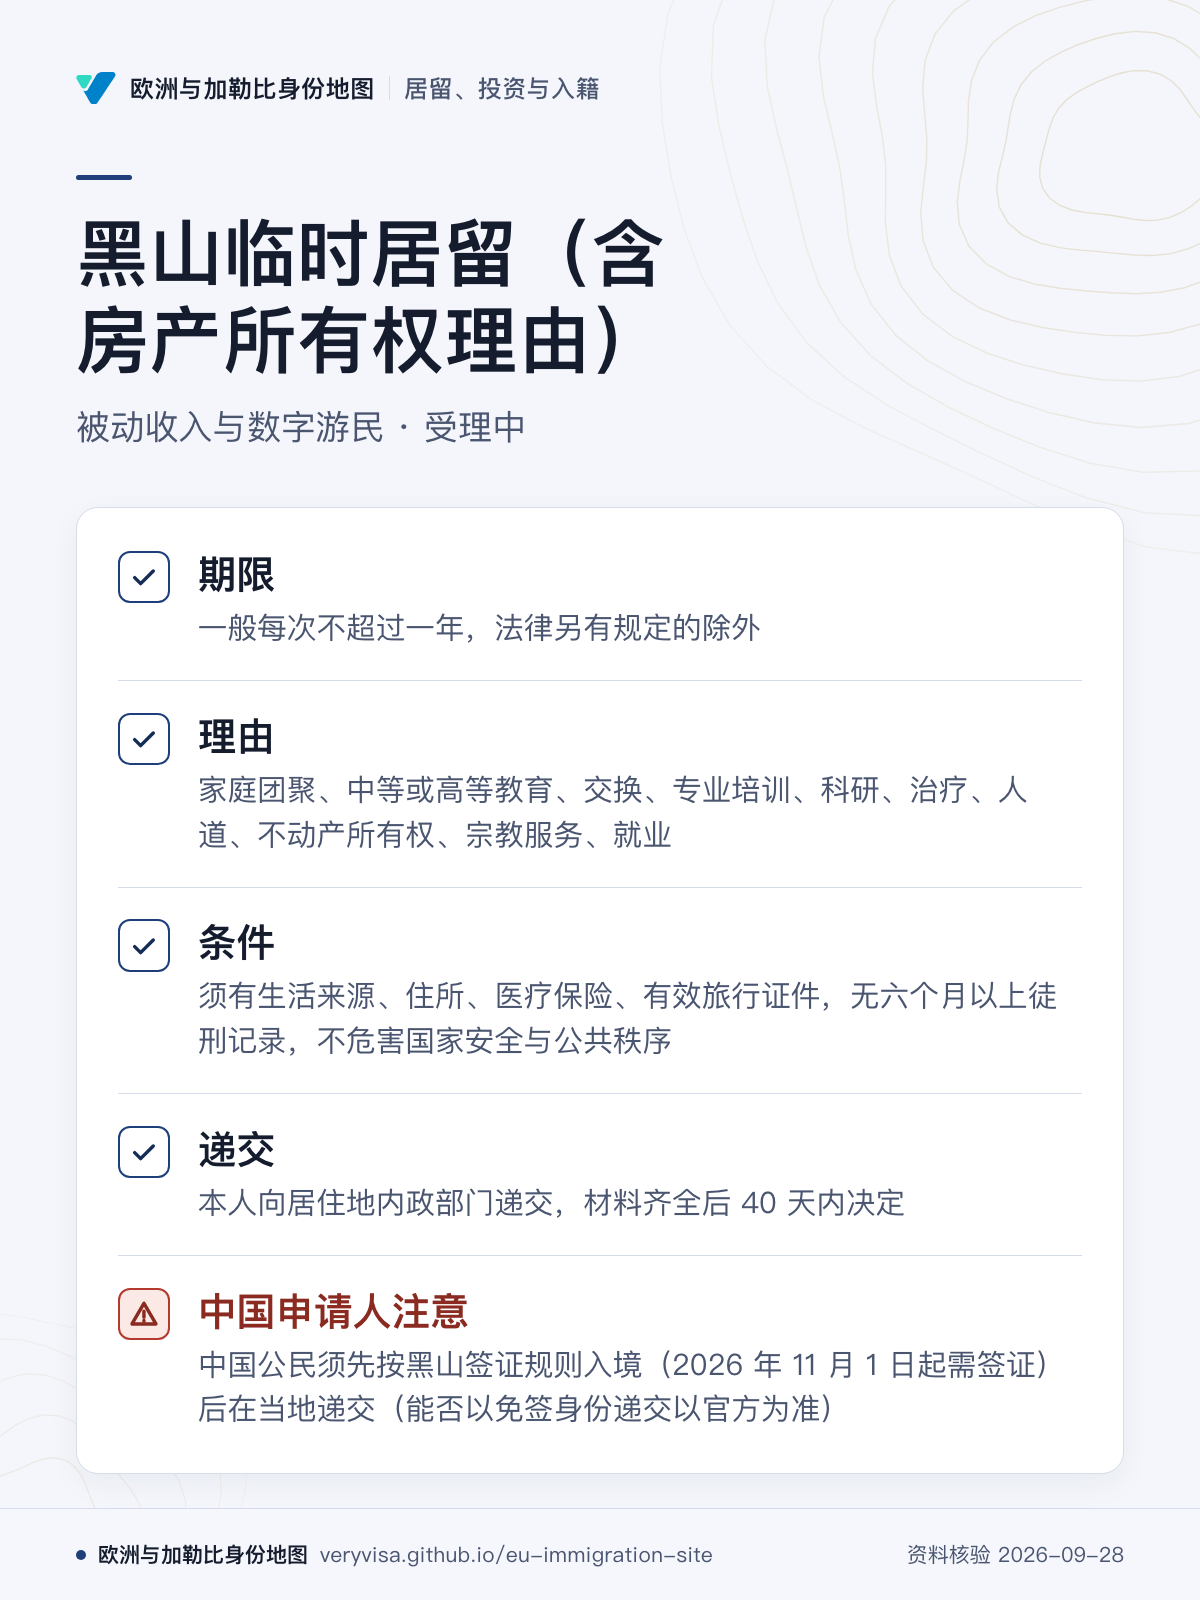 欧洲与加勒比身份地图 居留、投资与入籍
黑山临时居留（含
房产所有权理由）
被动收入与数字游民 · 受理中
期限
一般每次不超过一年，法律另有规定的除外
理由
家庭团聚、中等或高等教育、交换、专业培训、科研、治疗、人
道、不动产所有权、宗教服务、就业
条件
须有生活来源、住所、医疗保险、有效旅行证件，无六个月以上徒
刑记录，不危害国家安全与公共秩序
递交
本人向居住地内政部门递交，材料齐全后 40 天内决定
中国申请人注意
中国公民须先按黑山签证规则入境（2026 年 11 月 1 日起需签证）
后在当地递交（能否以免签身份递交以官方为准）
欧洲与加勒比身份地图 veryvisa.github.io/eu-immigration-site 资料核验 2026-09-28